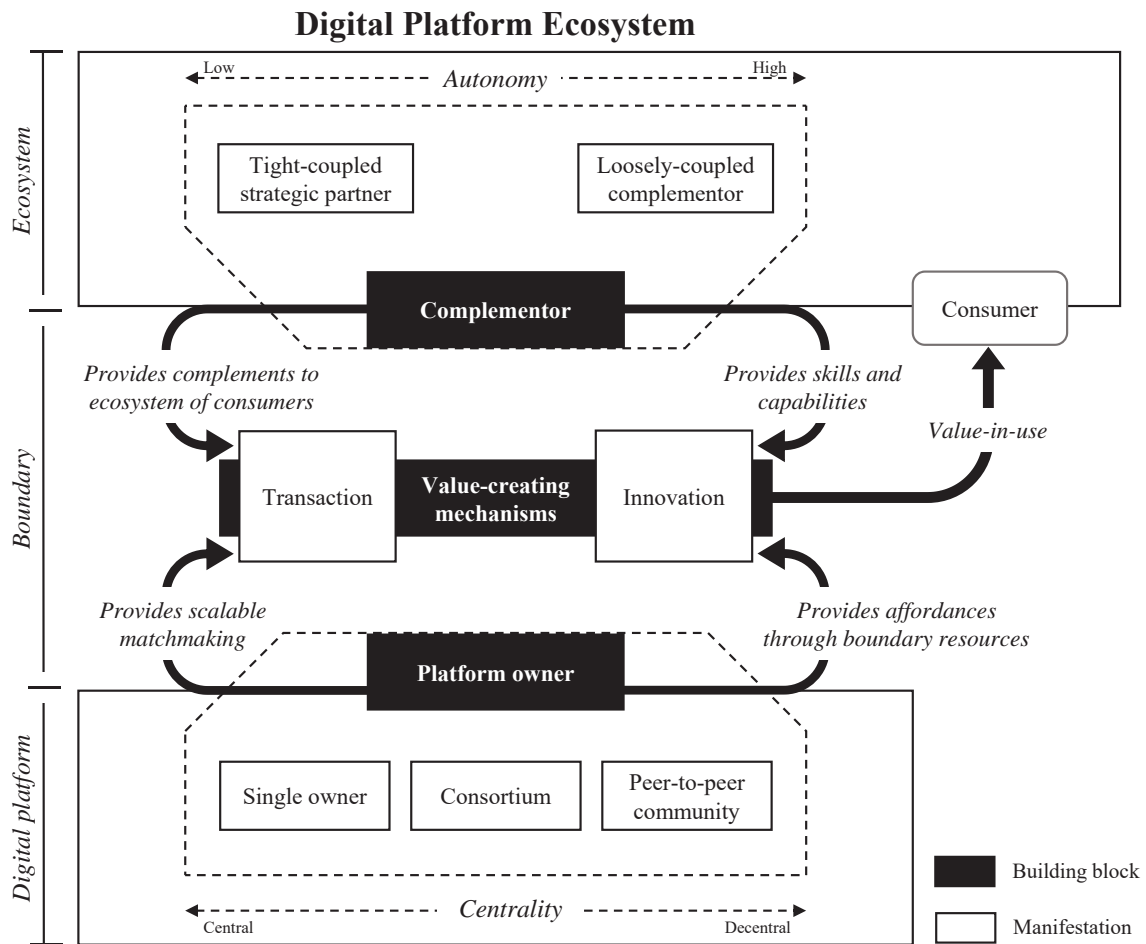 Digital Platform Ecosystem
Low
Autonomy
High
Ecosystem
Tight-coupled
strategic partner
Loosely-coupled
complementor
Complementor
Consumer
Boundary
Provides complements to
ecosystem of consumers
Provides skills and
capabilities
Value-in-use
Transaction
Value-creating
mechanisms
Innovation
Provides scalable
matchmaking
Provides affordances
through boundary resources
Platform owner
Digital platform
Single owner
Consortium
Peer-to-peer
community
Central
Centrality
Decentral
Building block
Manifestation